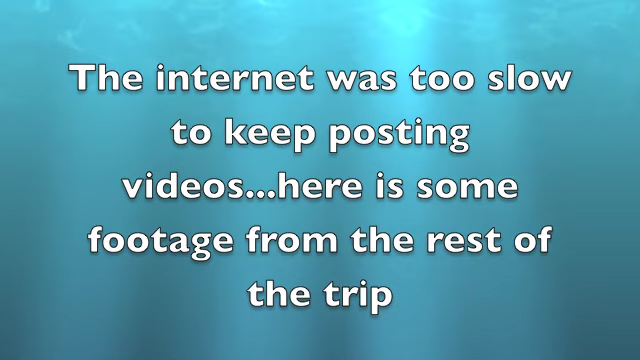 The internet was too slow
to keep posting
videos...here is some
footage from the rest of
the trip